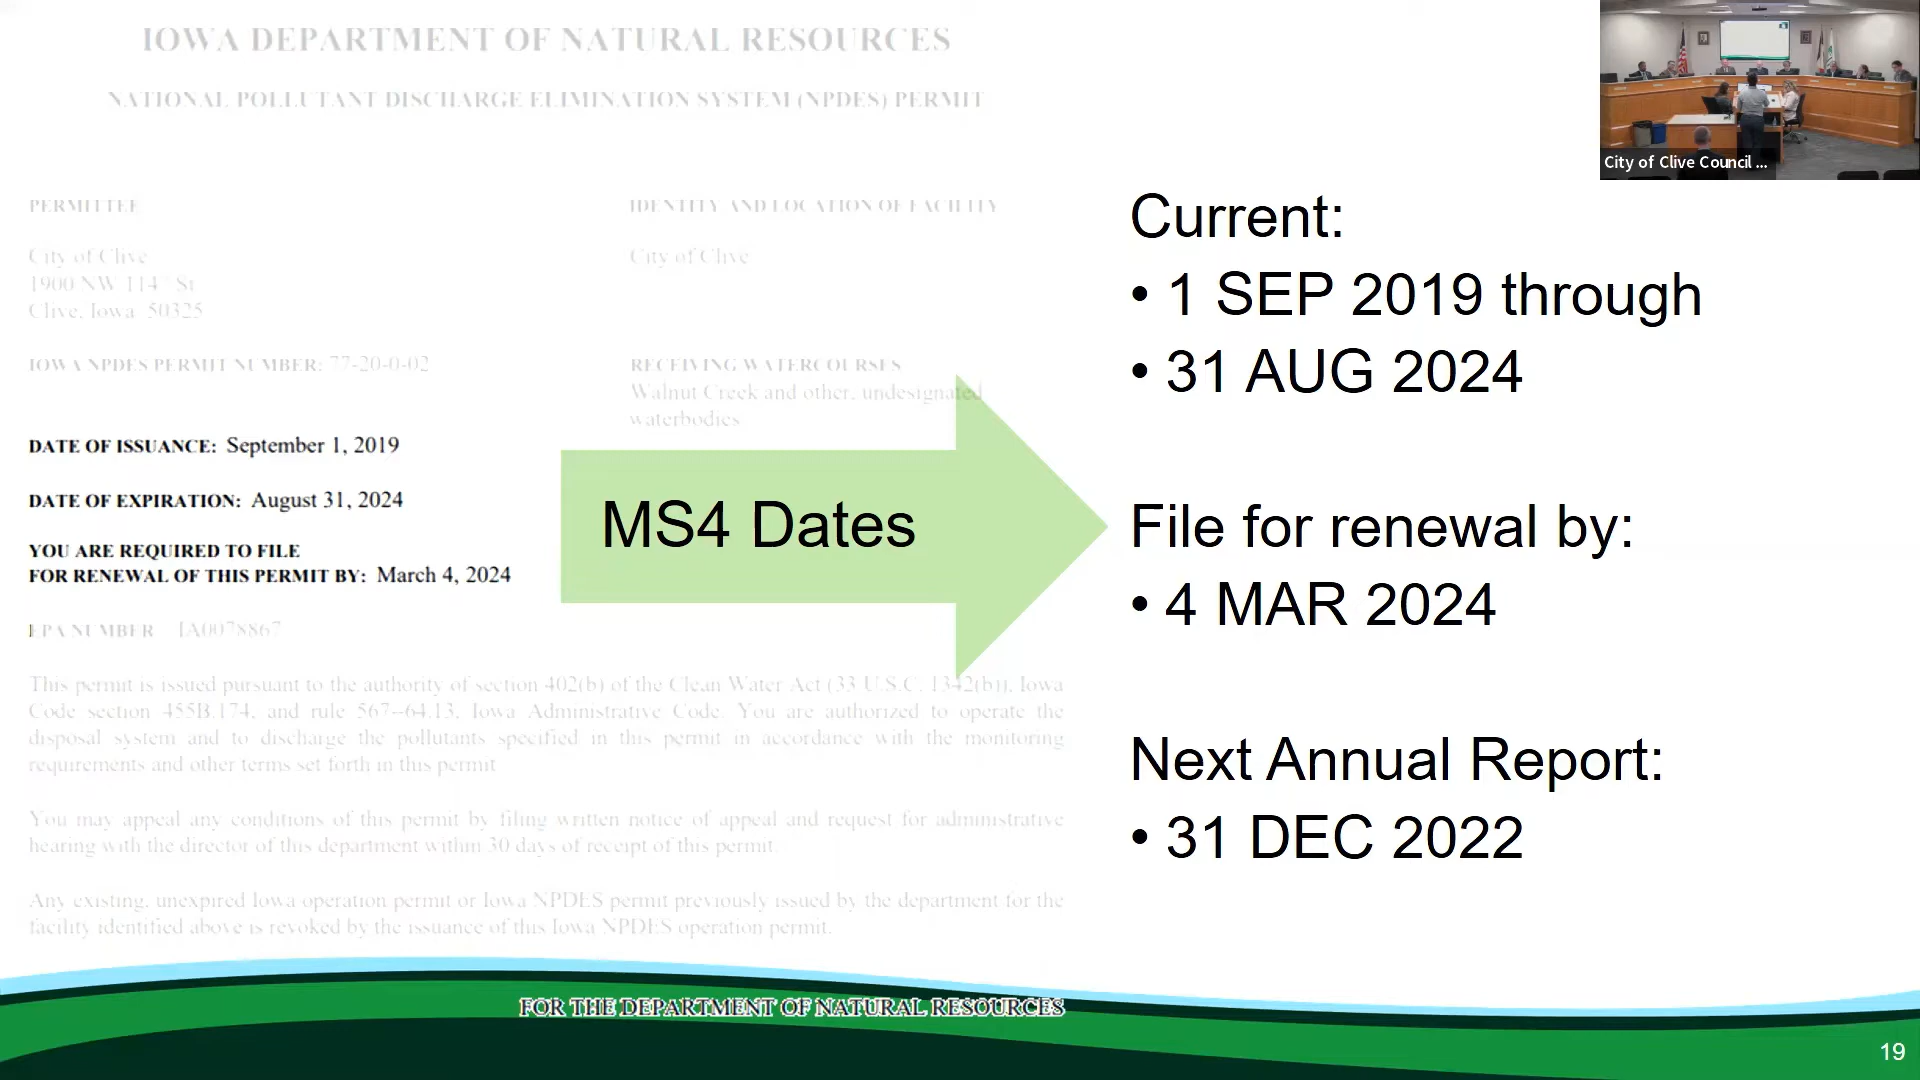 IOWA DEPARTMENT OF NATURAL RESOURCES
NATIONAL POLLUTANT DISCHARGE ELIMINATION SYSTEM (NPDES) PERMIT
PERMITTEE
City of Clive
1900 NW 114 St
Clive, Iowa 50325
IOWA NPDES PERMIT NUMBER: 77-20-0-02
DATE OF ISSUANCE: September 1, 2019
DATE OF EXPIRATION: August 31, 2024
YOU ARE REQUIRED TO FILE
FOR RENEWAL OF THIS PERMIT BY: March 4, 2024
EPA NUMBER IA0078867
IDENTITY AND LOCATION OF FACILITY
City of Clive
RECEIVING WATERCOURSES
Walnut Creek and other, undesignated
waterbodies
This permit is issued pursuant to the authority of section 402(b) of the Clean Water Act (33 U.S.C. 1342(b)), Iowa
Code section 455B.174, and rule 567--64.13, Iowa Administrative Code. You are authorized to operate the
disposal system and to discharge the pollutants specified in this permit in accordance with the monitoring
requirements and other terms set forth in this permit
You may appeal any conditions of this permit by filing written notice of appeal and request for administrative
hearing with the director of this department within 30 days of receipt of this permit.
Any existing, unexpired Iowa operation permit or Iowa NPDES permit previously issued by the department for the
facility identified above is revoked by the issuance of this Iowa NPDES operation permit.
FOR THE DEPARTMENT OF NATURAL RESOURCES
MS4 Dates
City of Clive Council ...
Current:
• 1 SEP 2019 through
• 31 AUG 2024
File for renewal by:
• 4 MAR 2024
Next Annual Report:
• 31 DEC 2022
19